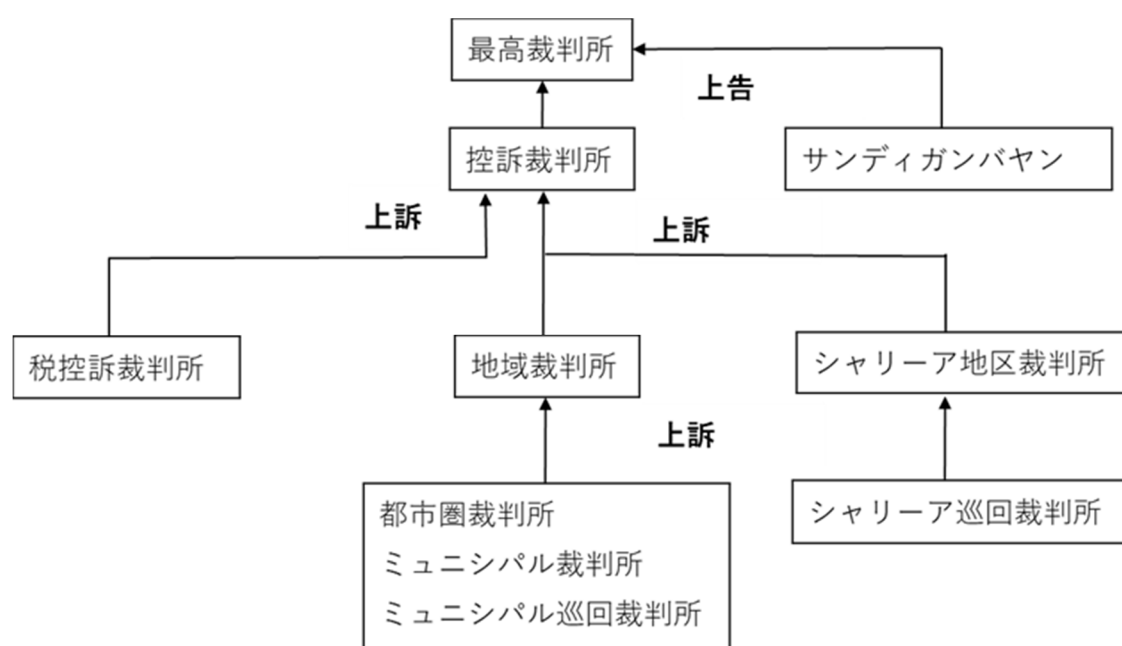 最高裁判所
上告
控訴裁判所
サンディガンバヤン
上訴
上訴
税控訴裁判所
地域裁判所
シャリーア地区裁判所
上訴
都市圏裁判所
ミュニシパル裁判所
ミュニシパル巡回裁判所
シャリーア巡回裁判所